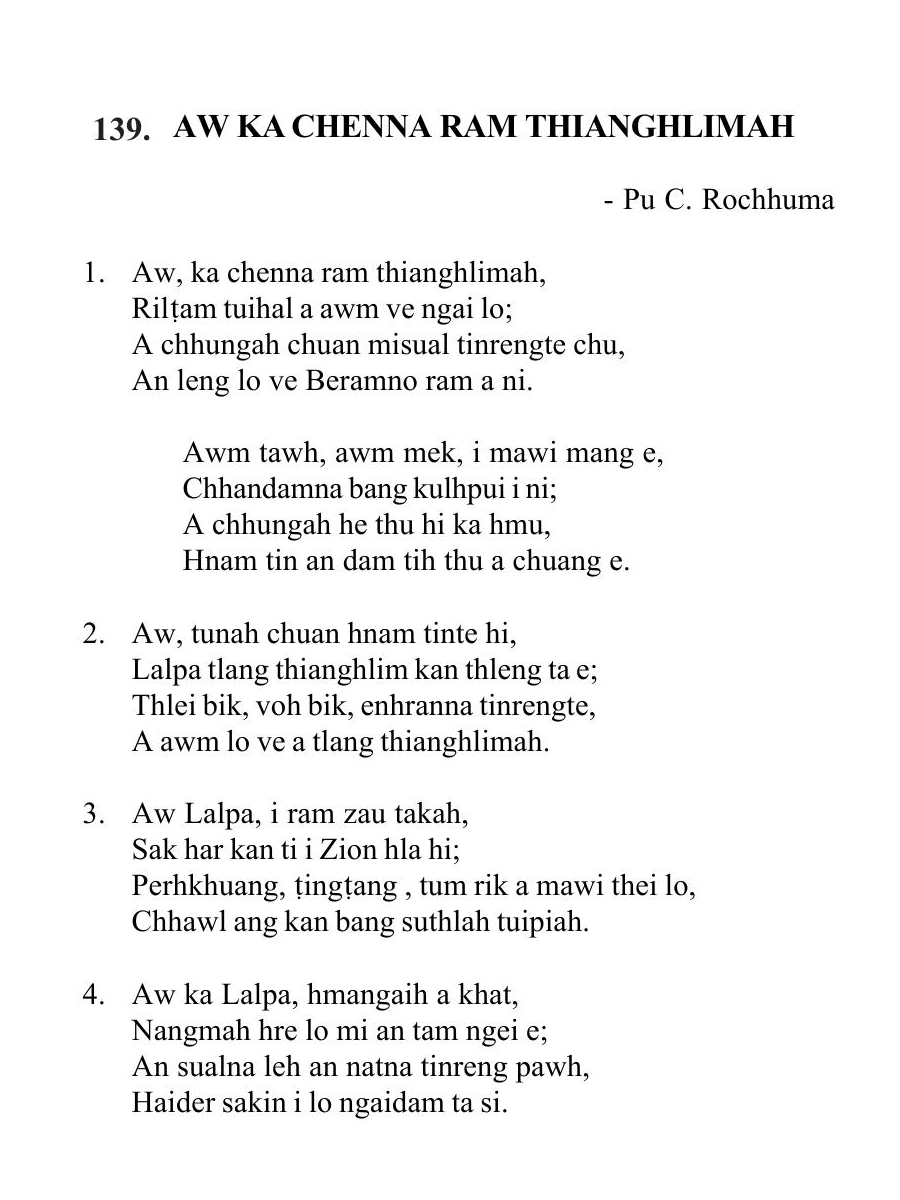 139. AW KA CHENNA RAM THIANGHLIMAH
- Pu C. Rochhuma
1. Aw, ka chenna ram thianghlimah,
Rilṭam tuihal a awm ve ngai lo;
A chhungah chuan misual tinrengte chu,
An leng lo ve Beramno ram a ni.
Awm tawh, awm mek, i mawi mang e,
Chhandamna bang kulhpui i ni;
A chhungah he thu hi ka hmu,
Hnam tin an dam tih thu a chuang e.
2. Aw, tunah chuan hnam tinte hi,
Lalpa tlang thianghlim kan thleng ta e;
Thlei bik, voh bik, enhranna tinrengte,
A awm lo ve a tlang thianghlimah.
3. Aw Lalpa, i ram zau takah,
Sak har kan ti i Zion hla hi;
Perhkhuang, ṭingṭang , tum rik a mawi thei lo,
Chhawl ang kan bang suthlah tuipiah.
4. Aw ka Lalpa, hmangaih a khat,
Nangmah hre lo mi an tam ngei e;
An sualna leh an natna tinreng pawh,
Haider sakin i lo ngaidam ta si.